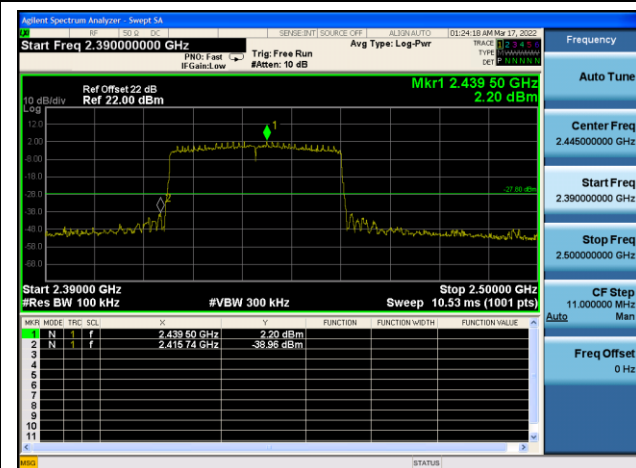 Agilent Spectrum Analyzer - Swept SA
RF 50 Ω DC SENSE:INT SOURCE OFF ALIGN AUTO 01:24:18 AM Mar 17, 2022
Start Freq 2.390000000 GHz
PNO: Fast
IFGain:Low
Trig: Free Run
#Atten: 10 dB
Avg Type: Log-Pwr
TRACE 1 2 3 4 5 6
TYPE
DET P N N N N N
Ref Offset 22 dB
10 dB/div Ref 22.00 dBm
Log
Mkr1 2.439 50 GHz
2.20 dBm
12.0
2.00
-8.00
-18.0
-28.0
-38.0
-48.0
-58.0
-68.0
1
2
-27.80 dBm
Start 2.39000 GHz Stop 2.50000 GHz
#Res BW 100 kHz #VBW 300 kHz Sweep 10.53 ms (1001 pts)
MKR MODE TRC SCL X Y FUNCTION FUNCTION WIDTH FUNCTION VALUE
1 N 1 f 2.439 50 GHz 2.20 dBm
2 N 1 f 2.415 74 GHz -38.96 dBm
3
4
5
6
7
8
9
10
11
MSG STATUS
Frequency
Auto Tune
Center Freq
2.445000000 GHz
Start Freq
2.390000000 GHz
Stop Freq
2.500000000 GHz
CF Step
11.000000 MHz
Auto Man
Freq Offset
0 Hz